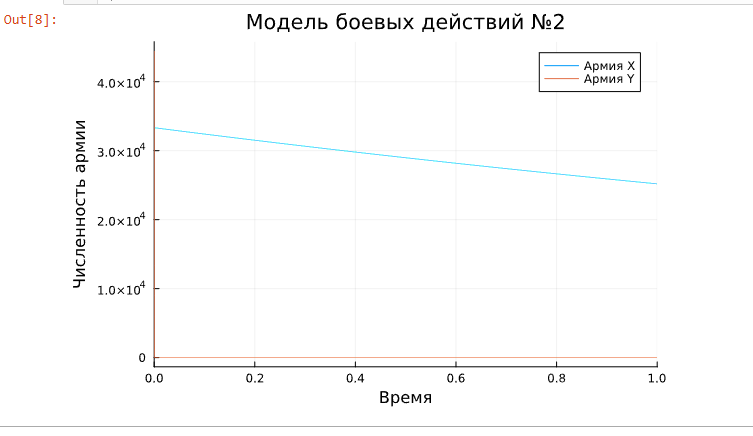 Out[8]:
Модель боевых действий №2
Армия X
Армия Y
Численность армии
4.0×10⁴
3.0×10⁴
2.0×10⁴
1.0×10⁴
0
0.0 0.2 0.4 0.6 0.8 1.0
Время